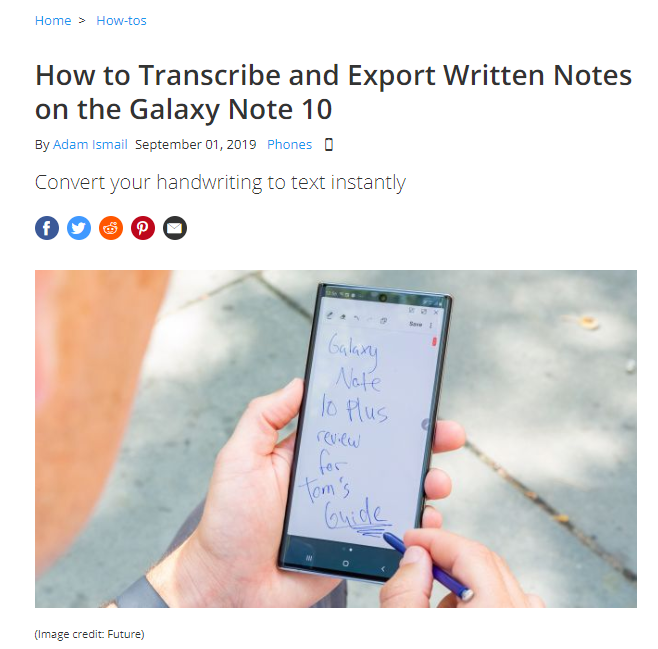 Home > How-tos
How to Transcribe and Export Written Notes
on the Galaxy Note 10
By Adam Ismail September 01, 2019 Phones
Convert your handwriting to text instantly
Save
Galaxy
Note
10 Plus
review
for
Tom's
Guide
(Image credit: Future)